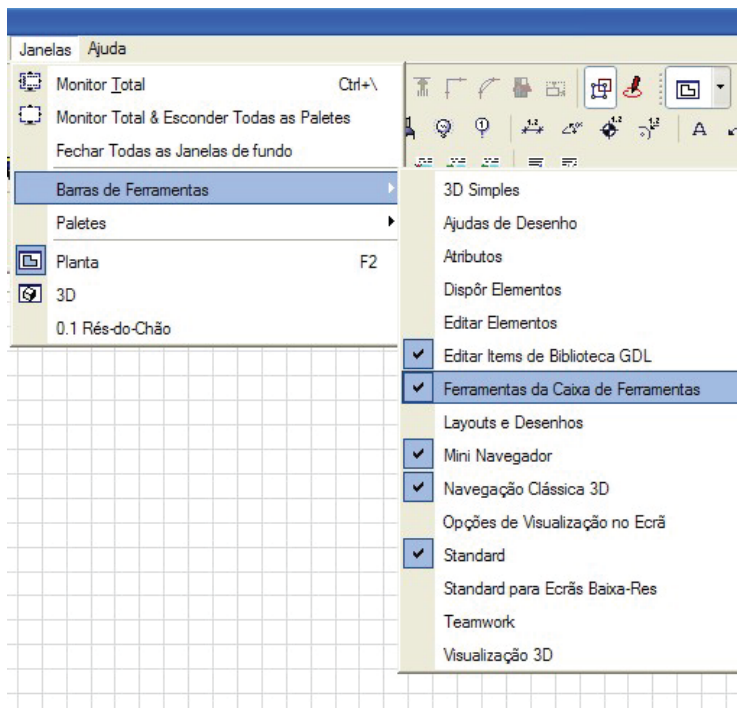 Janelas Ajuda
Monitor Total Ctrl+\
Monitor Total & Esconder Todas as Paletes
Fechar Todas as Janelas de fundo
Barras de Ferramentas
Paletes
Planta F2
3D
0.1 Rés-do-Chão
3D Simples
Ajudas de Desenho
Atributos
Dispôr Elementos
Editar Elementos
Editar Items de Biblioteca GDL
Ferramentas da Caixa de Ferramentas
Layouts e Desenhos
Mini Navegador
Navegação Clássica 3D
Opções de Visualização no Ecrã
Standard
Standard para Ecrãs Baixa-Res
Teamwork
Visualização 3D